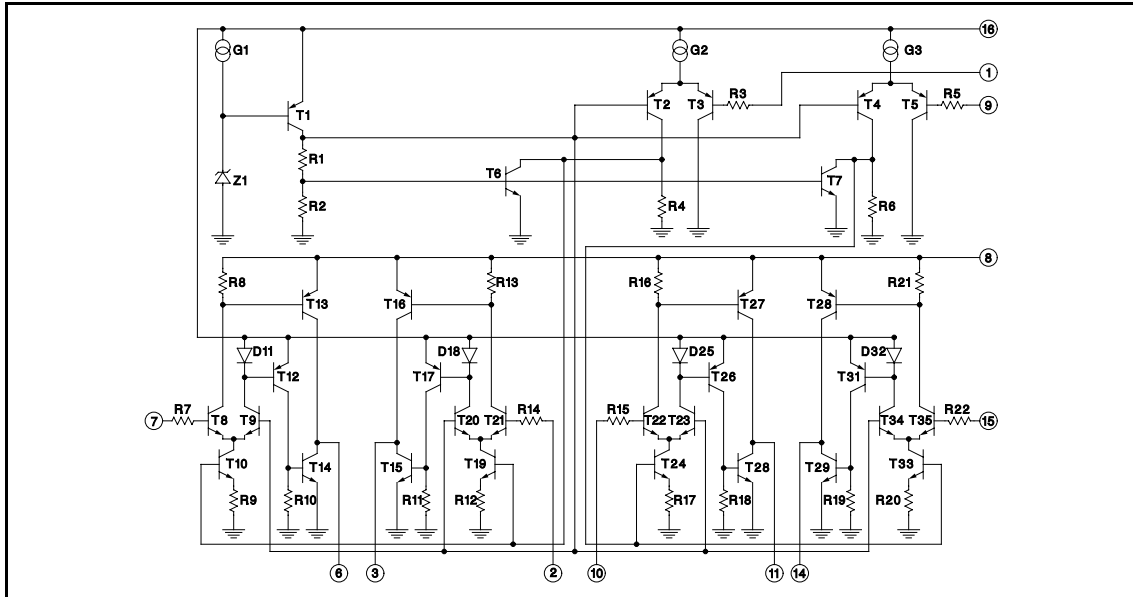 G1 G2 G3 16
1
R3 R5
T1 T2 T3 T4 T5 9
R1
T6 T7
Z1
R2 R4 R6
8
R8 R13 R16 R21
T13 T16 T27 T28
D11 D18 D25 D32
T12 T17 T26 T31
R7 R14 R15 R22
7 T8 T9 T20 T21 2 10 T22 T23 T34 T35 15
T10 T14 T15 T19 T24 T28 T29 T33
R9 R10 R11 R12 R17 R18 R19 R20
6 3 2 10 11 14